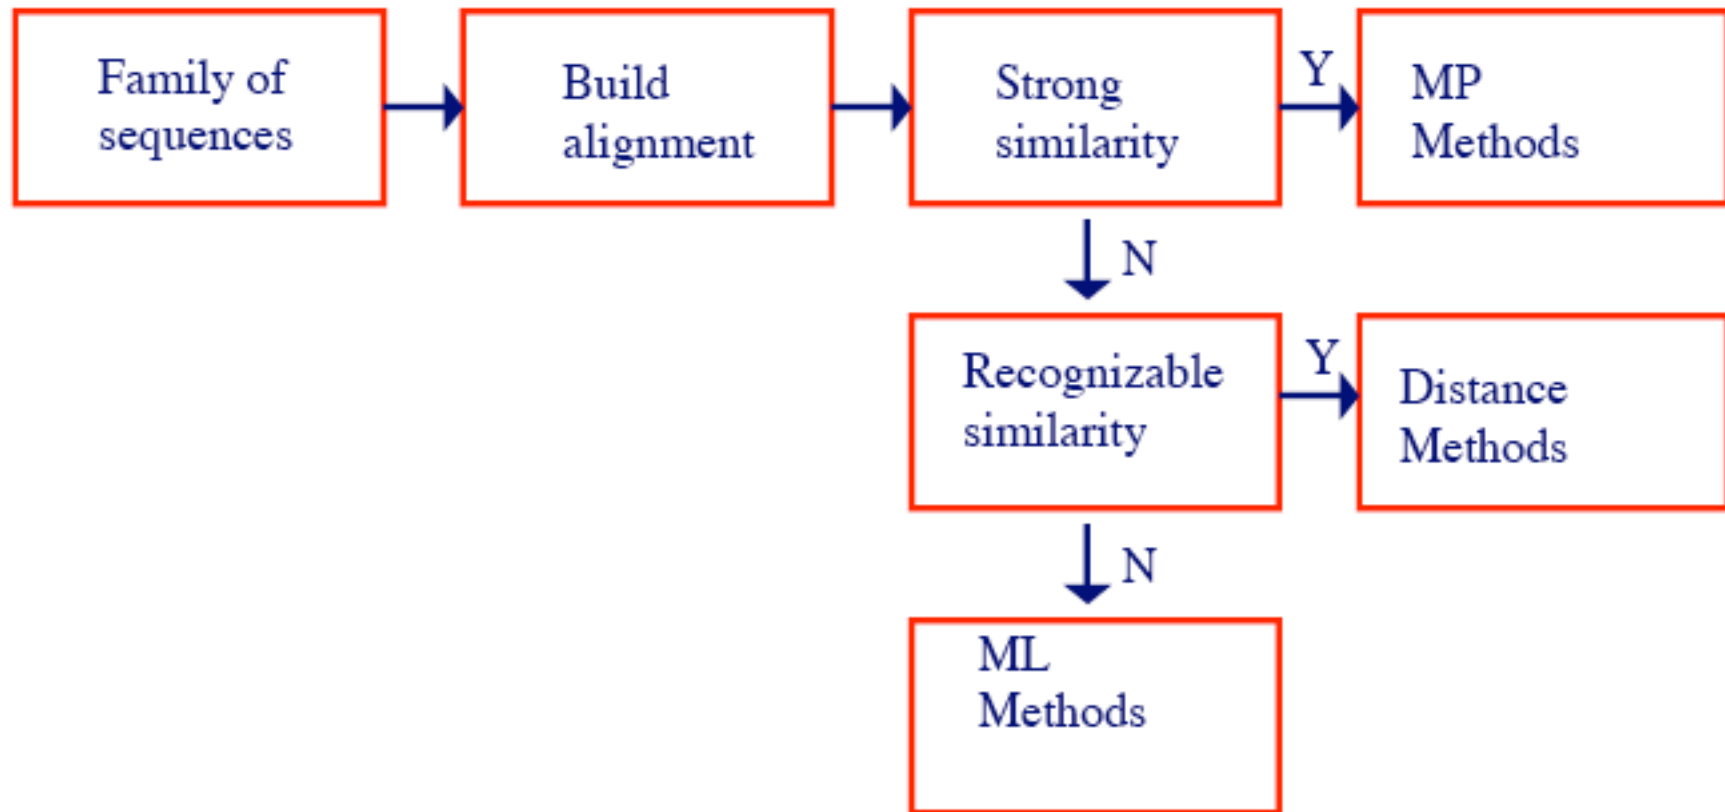 Family of
sequences
Build
alignment
Strong
similarity
Y
MP
Methods
N
Recognizable
similarity
Y
Distance
Methods
N
ML
Methods